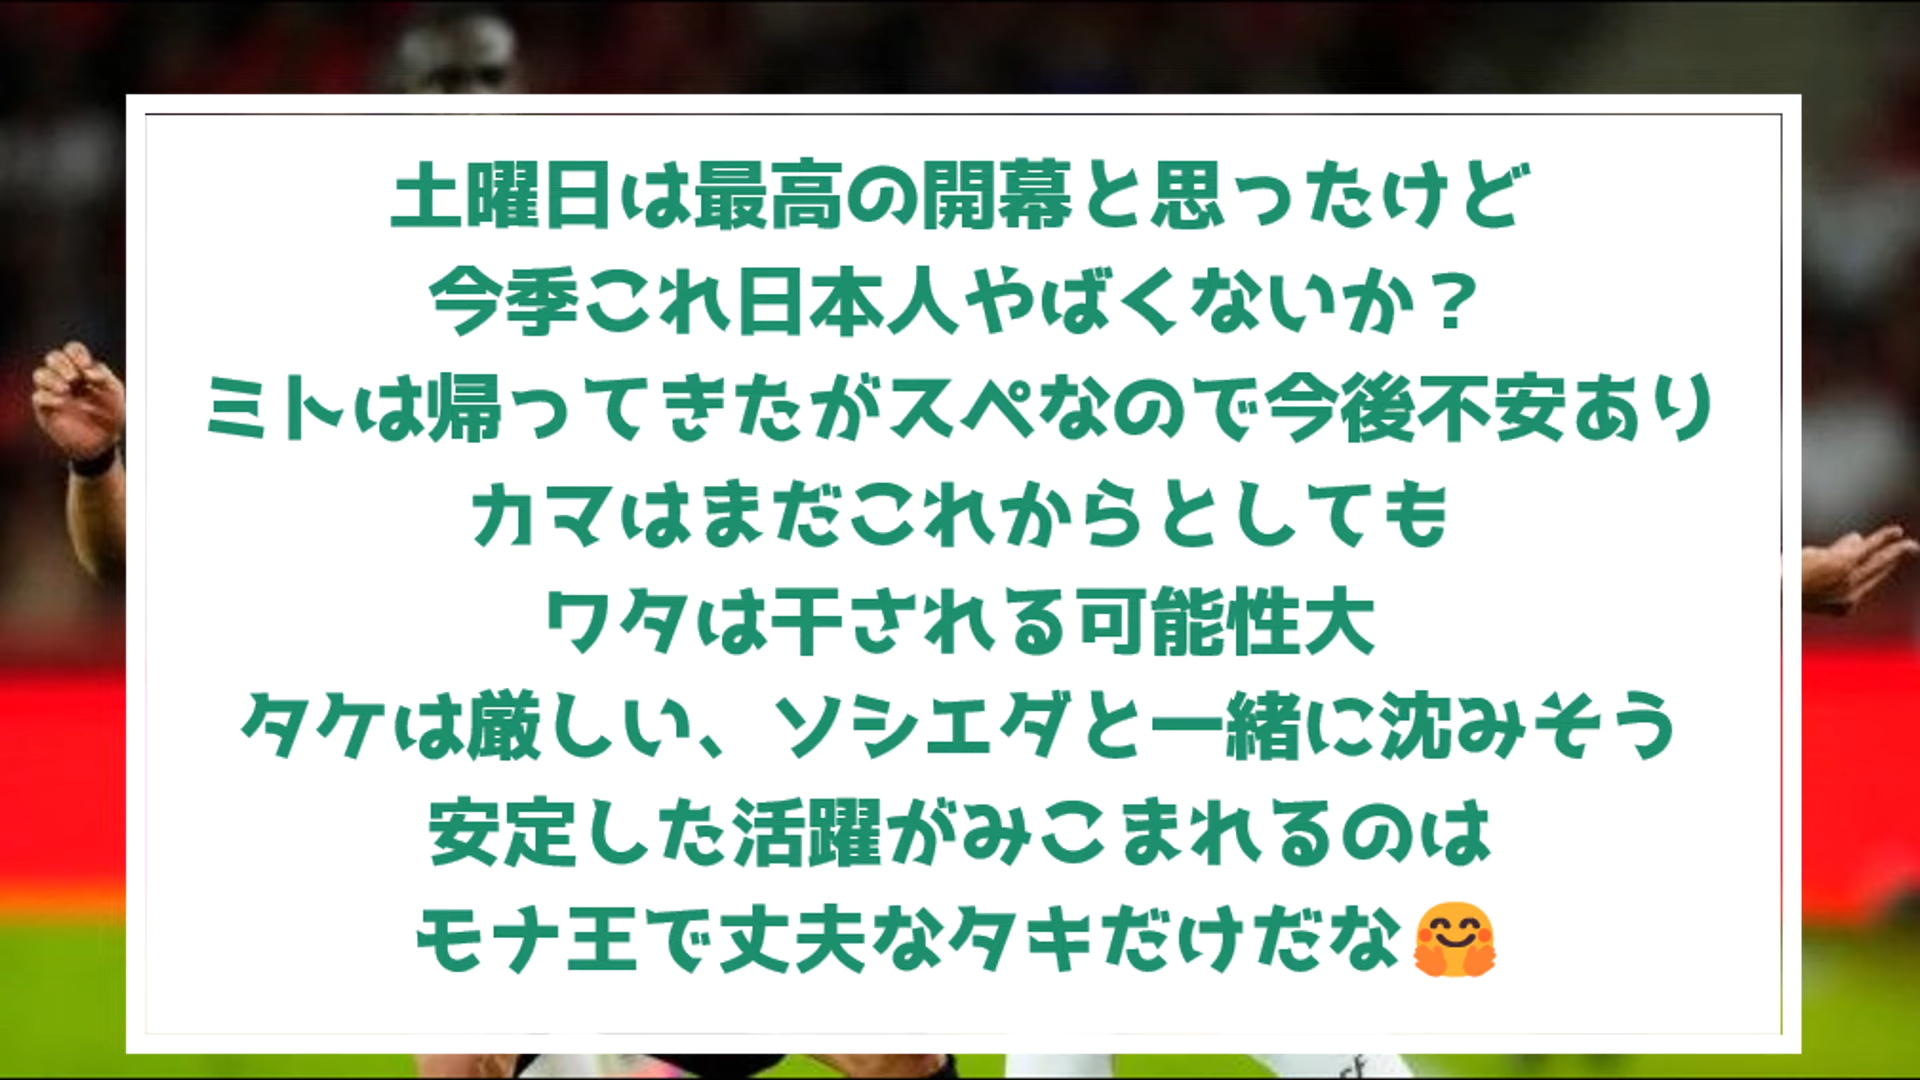 土曜日は最高の開幕と思ったけど
今季これ日本人やばくないか？
ミトは帰ってきたがスペなので今後不安あり
カマはまだこれからとしても
ワタは干される可能性大
タケは厳しい、ソシエダと一緒に沈みそう
安定した活躍がみこまれるのは
モナ王で丈夫なタキだけだな🤗